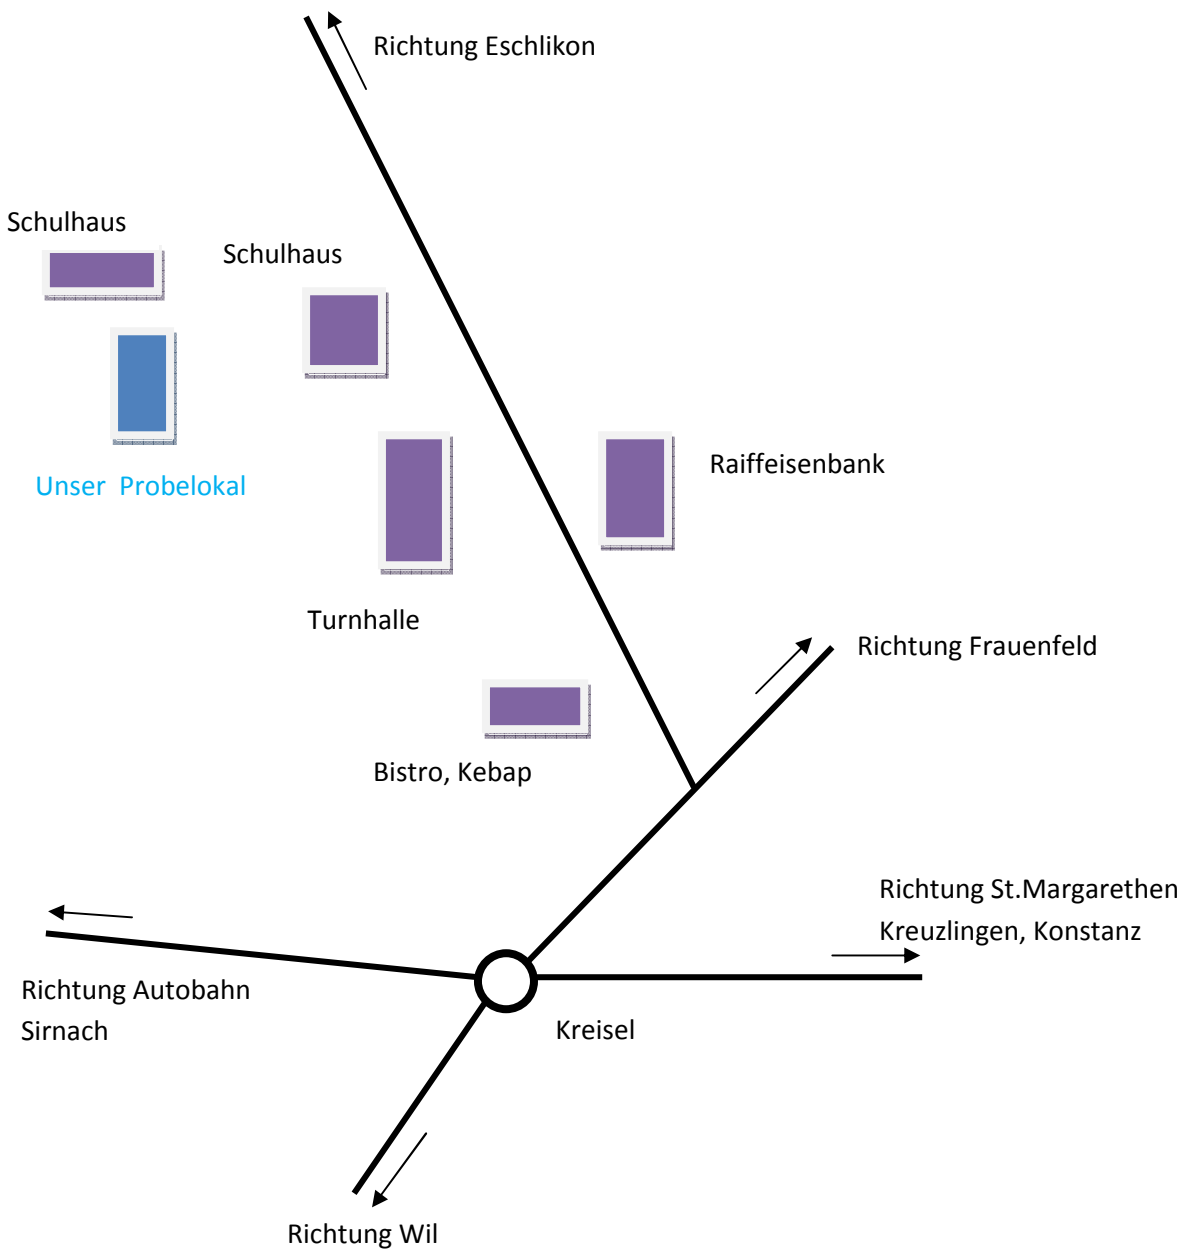 Richtung Eschlikon
Schulhaus
Schulhaus
Raiffeisenbank
Unser  Probelokal
Turnhalle
Richtung Frauenfeld
Bistro, Kebap
Richtung St.Margarethen
Kreuzlingen, Konstanz
Richtung Autobahn
Sirnach
Kreisel
Richtung Wil